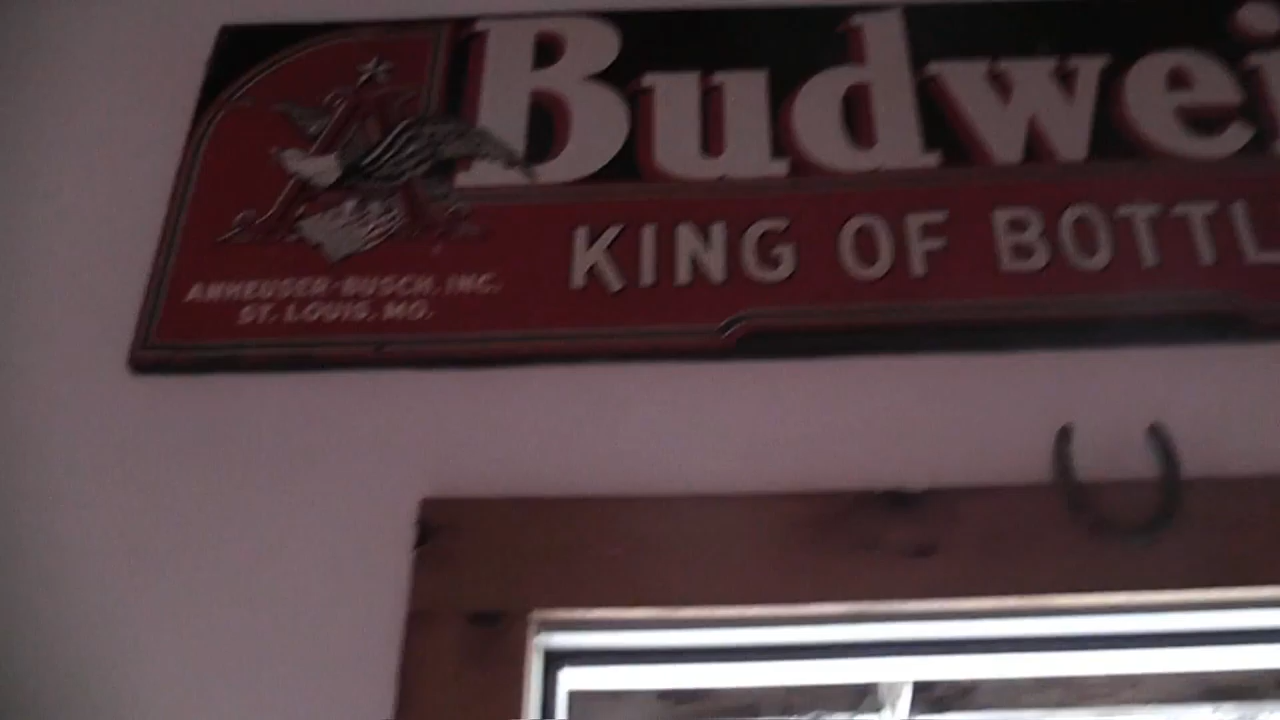 Budwei
KING OF BOTTL
ANHEUSER-BUSCH, INC.
ST. LOUIS, MO.